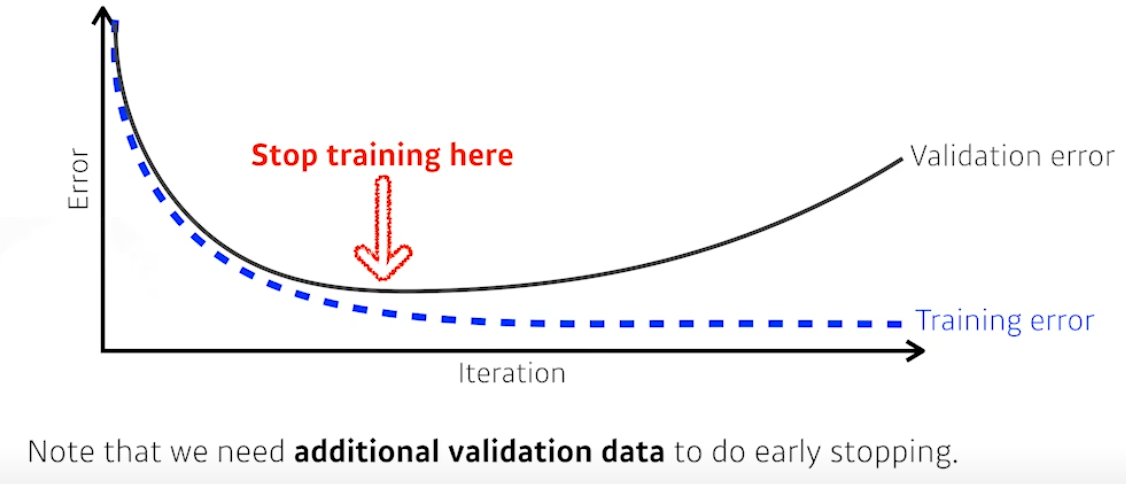 Stop training here
Validation error
Error
Training error
Iteration
Note that we need additional validation data to do early stopping.